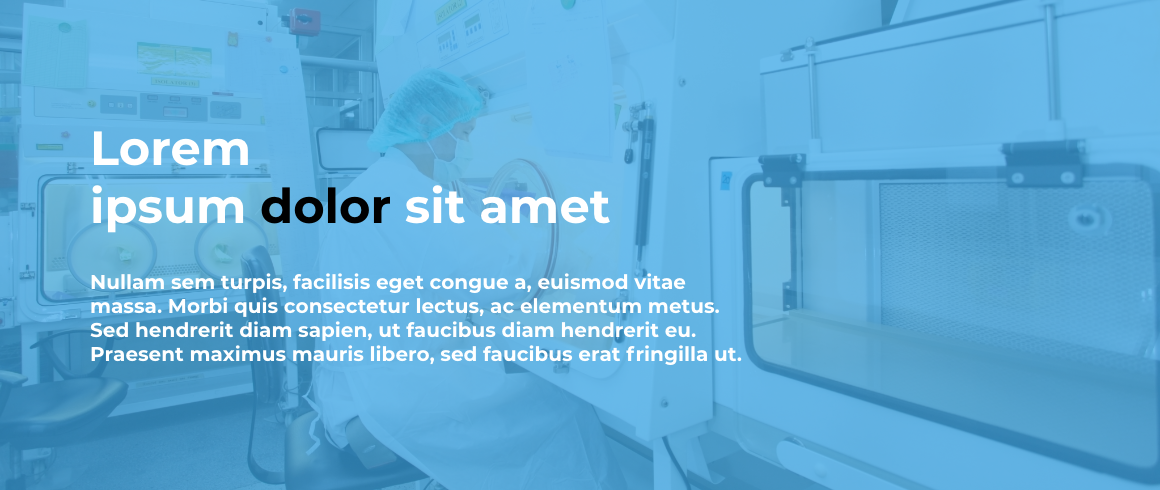 Lorem
ipsum dolor sit amet
Nullam sem turpis, facilisis eget congue a, euismod vitae
massa. Morbi quis consectetur lectus, ac elementum metus.
Sed hendrerit diam sapien, ut faucibus diam hendrerit eu.
Praesent maximus mauris libero, sed faucibus erat fringilla ut.